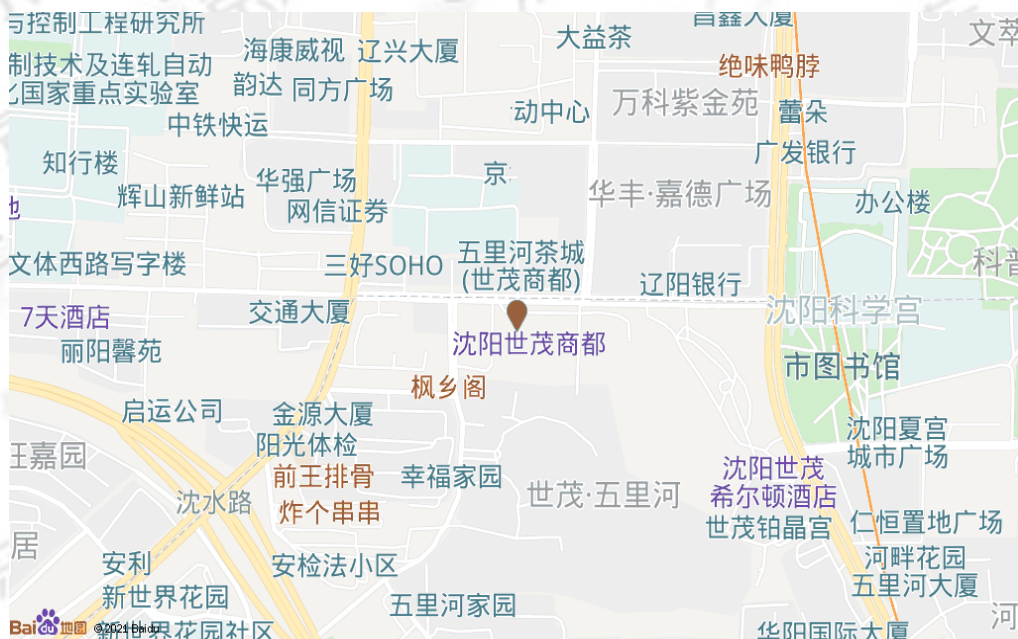 与控制工程研究所
昌鑫大厦
文萃
海康威视
辽兴大厦
大益茶
制技术及连轧自动
化国家重点实验室
韵达
同方广场
绝味鸭脖
万科紫金苑
蕾朵
动中心
中铁快运
知行楼
京
广发银行
华强广场
辉山新鲜站
网信证券
华丰·嘉德广场
办公楼
文体西路写字楼
三好SOHO
五里河茶城
(世茂商都)
辽阳银行
科普
7天酒店
交通大厦
沈阳科学宫
丽阳馨苑
沈阳世茂商都
市图书馆
枫乡阁
启运公司
金源大厦
阳光体检
沈阳夏宫
城市广场
汪嘉园
前王排骨
幸福家园
沈阳世茂
希尔顿酒店
沈水路
炸个串串
世茂·五里河
世茂铂晶宫
仁恒置地广场
居
安利
安检法小区
河畔花园
五里河大厦
新世界花园
五里河家园
河
新世界花园社区
华阳国际大厦
Bai du 地图
© 2021 Baidu